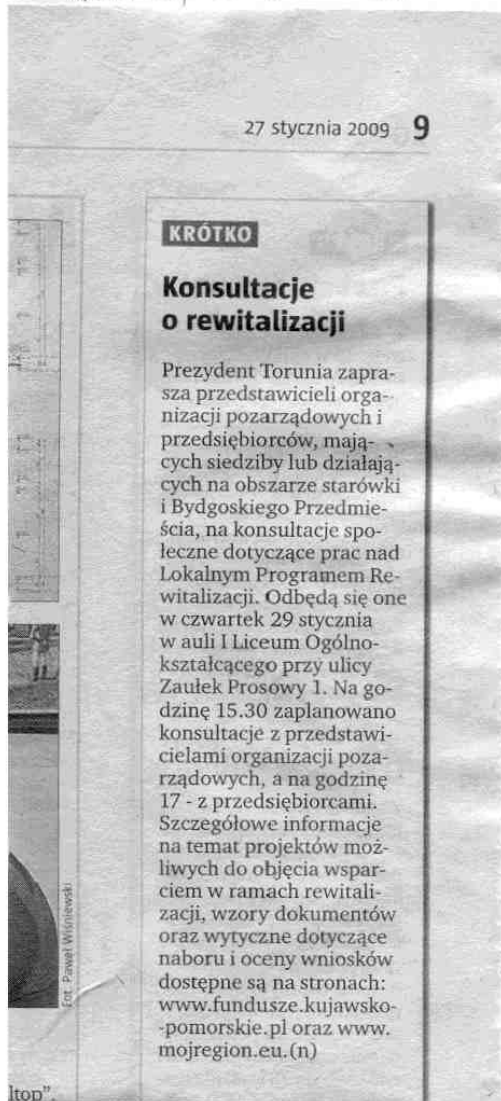 27 stycznia 2009 9
KRÓTKO
Konsultacje
o rewitalizacji
Prezydent Torunia zapra-
sza przedstawicieli orga-
nizacji pozarządowych i
przedsiębiorców, mają-
cych siedziby lub działają-
cych na obszarze starówki
i Bydgoskiego Przedmie-
ścia, na konsultacje spo-
łeczne dotyczące prac nad
Lokalnym Programem Re-
witalizacji. Odbędą się one
w czwartek 29 stycznia
w auli I Liceum Ogólno-
kształcącego przy ulicy
Zaułek Prosowy 1. Na go-
dzinę 15.30 zaplanowano
konsultacje z przedstawi-
cielami organizacji poza-
rządowych, a na godzinę
17 - z przedsiębiorcami.
Szczegółowe informacje
na temat projektów moż-
liwych do objęcia wspar-
ciem w ramach rewitali-
zacji, wzory dokumentów
oraz wytyczne dotyczące
naboru i oceny wniosków
dostępne są na stronach:
www.fundusze.kujawsko-
-pomorskie.pl oraz www.
mojregion.eu.(n)
Fot. Paweł Wiśniewski
ltop".